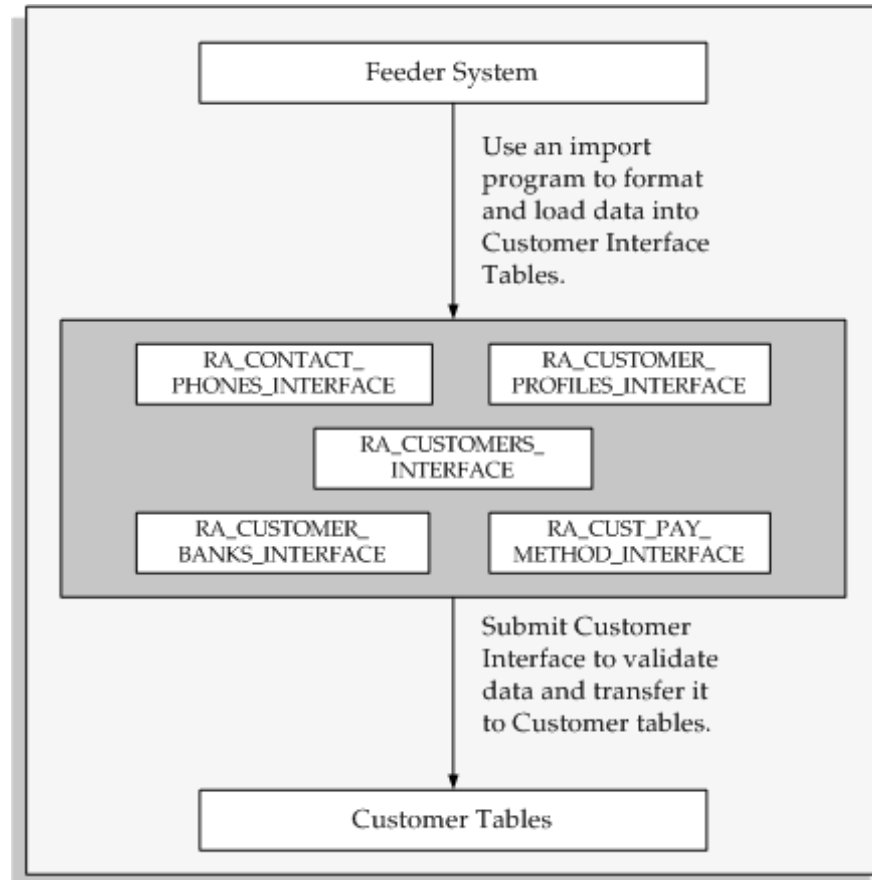 Feeder System
Use an import
program to format
and load data into
Customer Interface
Tables.
RA_CONTACT_
PHONES_INTERFACE
RA_CUSTOMER_
PROFILES_INTERFACE
RA_CUSTOMERS_
INTERFACE
RA_CUSTOMER_
BANKS_INTERFACE
RA_CUST_PAY_
METHOD_INTERFACE
Submit Customer
Interface to validate
data and transfer it
to Customer tables.
Customer Tables